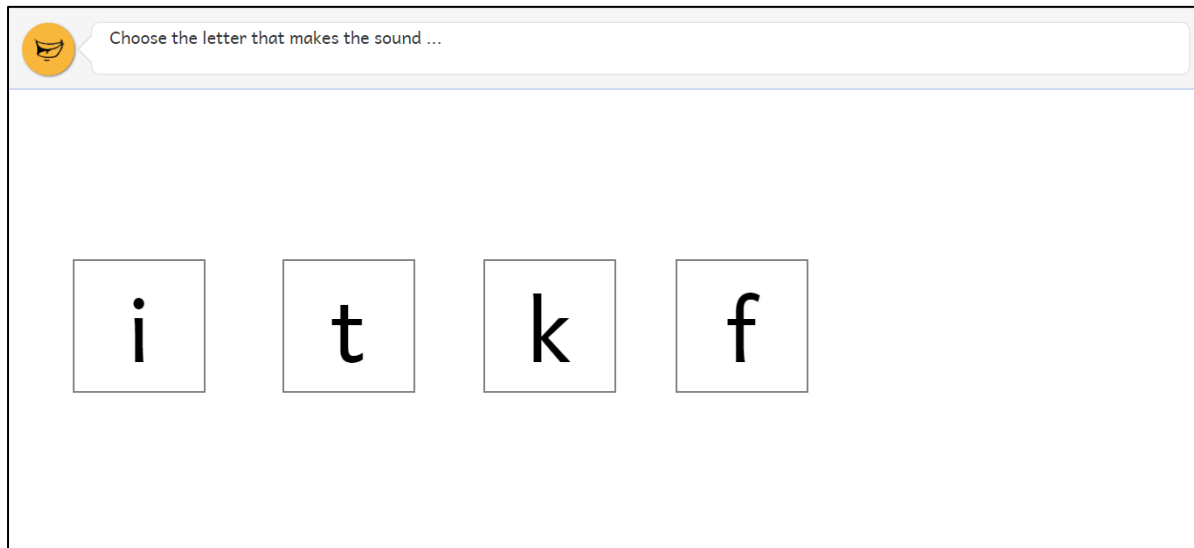 Choose the letter that makes the sound ...
i t k f